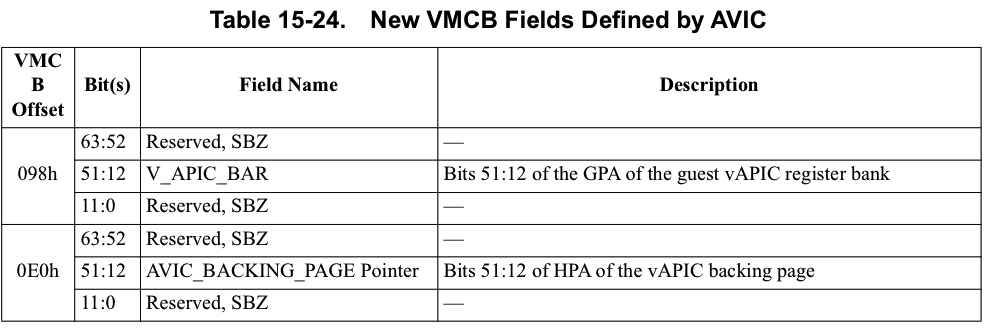 Table 15-24. New VMCB Fields Defined by AVIC
VMC
B
Offset
Bit(s) Field Name Description
63:52 Reserved, SBZ —
098h 51:12 V_APIC_BAR Bits 51:12 of the GPA of the guest vAPIC register bank
11:0 Reserved, SBZ —
63:52 Reserved, SBZ —
0E0h 51:12 AVIC_BACKING_PAGE Pointer Bits 51:12 of HPA of the vAPIC backing page
11:0 Reserved, SBZ —